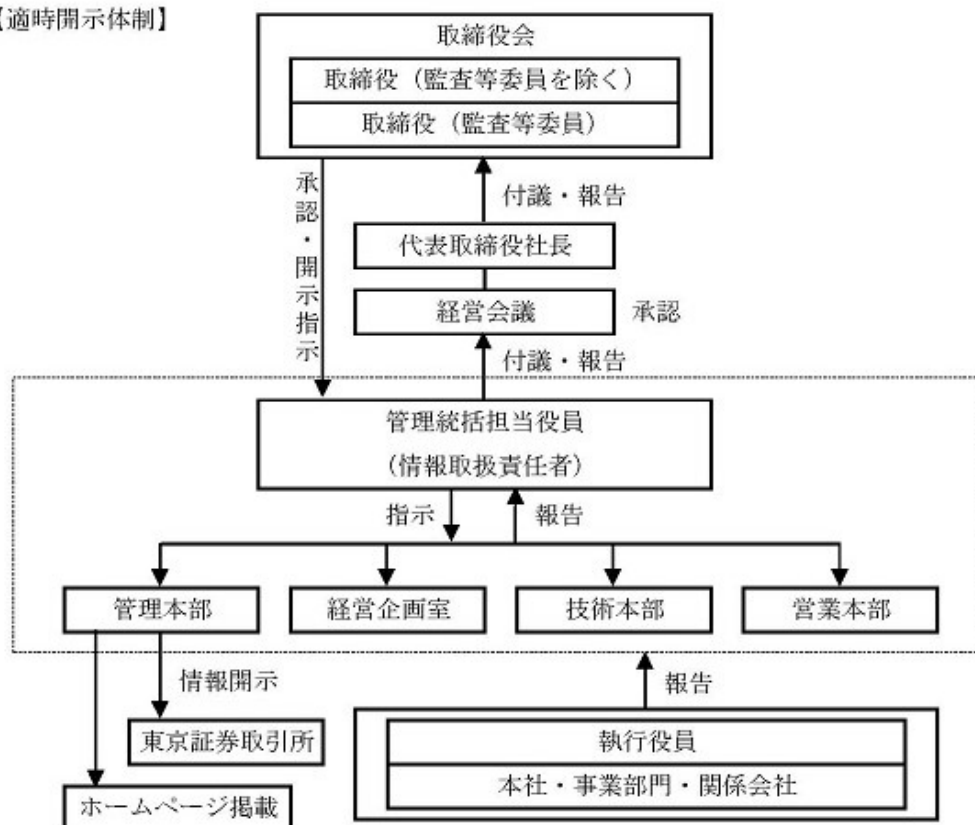 【適時開示体制】
取締役会
取締役（監査等委員を除く）
取締役（監査等委員）
承認・開示指示
付議・報告
代表取締役社長
経営会議
承認
付議・報告
管理統括担当役員
（情報取扱責任者）
指示
報告
管理本部
経営企画室
技術本部
営業本部
情報開示
報告
東京証券取引所
執行役員
本社・事業部門・関係会社
ホームページ掲載